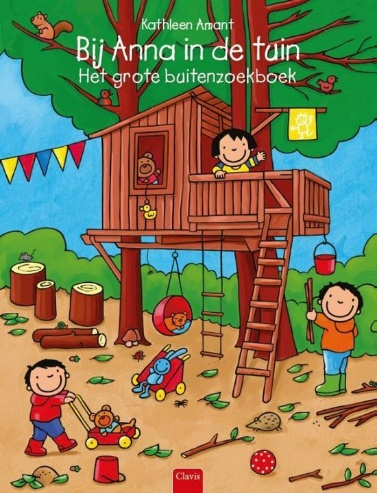 Kathleen Amant
Bij Anna in de tuin
Het grote buitenzoekboek
Clavis